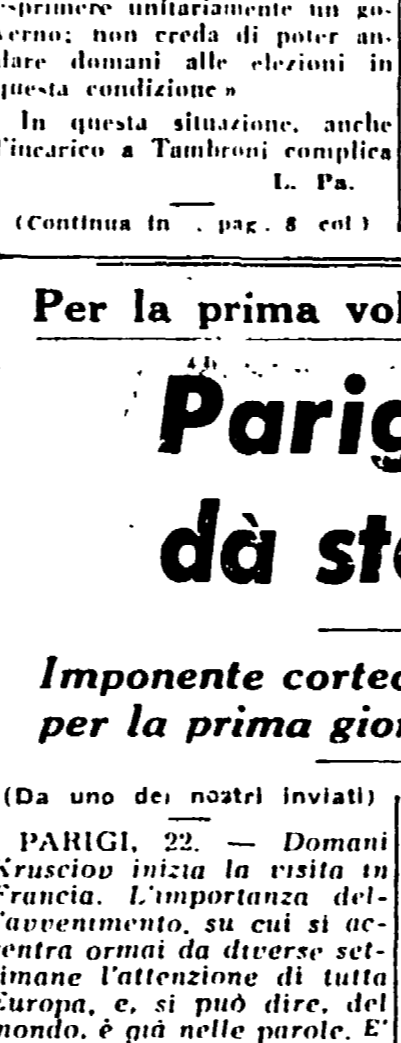 esprimere unitariamente un go-
verno; non creda di poter an-
dare domani alle elezioni in
questa condizione»
In questa situazione, anche
l'incarico a Tambroni complica
L. Pa.
(Continua in . pag. 8 col )
Per la prima vol
Parig
dà ste
Imponente corteo
per la prima gior
(Da uno dei nostri inviati)
PARIGI, 22. — Domani
Krusciov inizia la visita in
Francia. L'importanza del-
l'avvenimento, su cui si ac-
centra ormai da diverse set-
timane l'attenzione di tutta
Europa, e, si può dire, del
mondo, è già nelle parole. E'